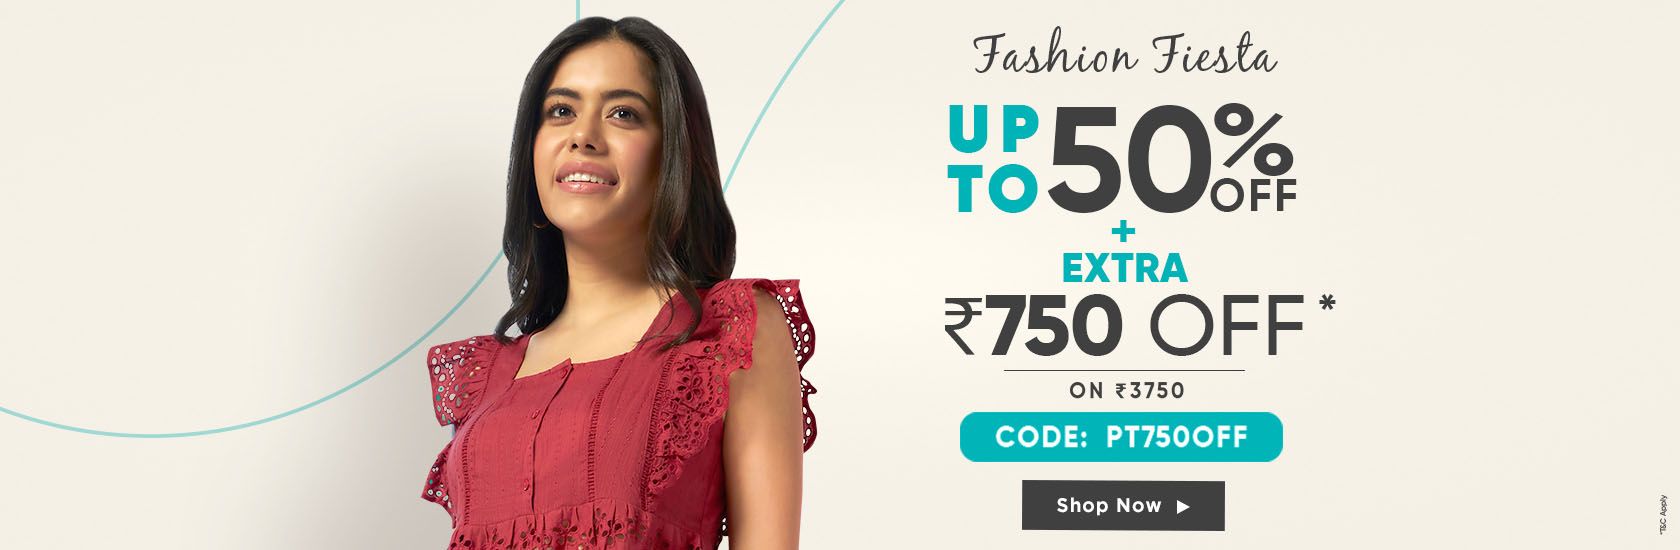 Fashion Fiesta
UP TO 50% OFF
+
EXTRA
₹750 OFF*
ON ₹3750
CODE: PT750OFF
Shop Now ▶
*T&C Apply